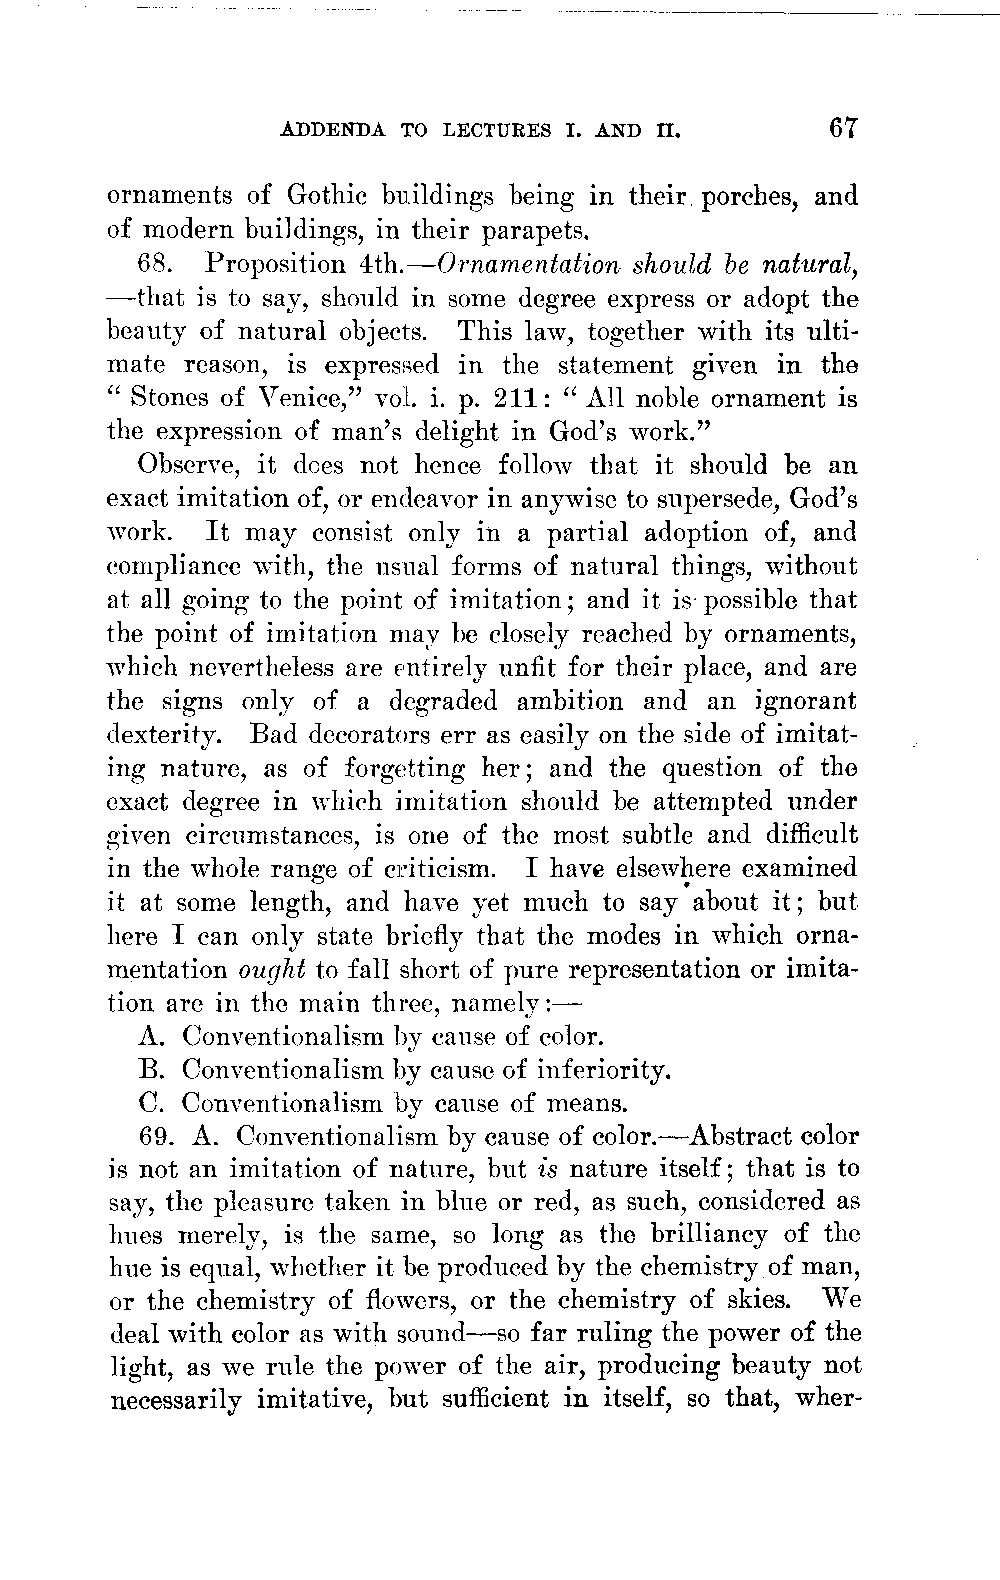 ADDENDA TO LECTURES I. AND II. 67
ornaments of Gothic buildings being in their porches, and
of modern buildings, in their parapets.
68. Proposition 4th.—Ornamentation should be natural,
—that is to say, should in some degree express or adopt the
beauty of natural objects. This law, together with its ulti-
mate reason, is expressed in the statement given in the
“ Stones of Venice,” vol. i. p. 211: “ All noble ornament is
the expression of man’s delight in God’s work.”
Observe, it does not hence follow that it should be an
exact imitation of, or endeavor in anywise to supersede, God’s
work. It may consist only in a partial adoption of, and
compliance with, the usual forms of natural things, without
at all going to the point of imitation; and it is possible that
the point of imitation may be closely reached by ornaments,
which nevertheless are entirely unfit for their place, and are
the signs only of a degraded ambition and an ignorant
dexterity. Bad decorators err as easily on the side of imitat-
ing nature, as of forgetting her; and the question of the
exact degree in which imitation should be attempted under
given circumstances, is one of the most subtle and difficult
in the whole range of criticism. I have elsewhere examined
it at some length, and have yet much to say about it; but
here I can only state briefly that the modes in which orna-
mentation ought to fall short of pure representation or imita-
tion are in the main three, namely:—
A. Conventionalism by cause of color.
B. Conventionalism by cause of inferiority.
C. Conventionalism by cause of means.
69. A. Conventionalism by cause of color.—Abstract color
is not an imitation of nature, but is nature itself; that is to
say, the pleasure taken in blue or red, as such, considered as
hues merely, is the same, so long as the brilliancy of the
hue is equal, whether it be produced by the chemistry of man,
or the chemistry of flowers, or the chemistry of skies. We
deal with color as with sound—so far ruling the power of the
light, as we rule the power of the air, producing beauty not
necessarily imitative, but sufficient in itself, so that, wher-